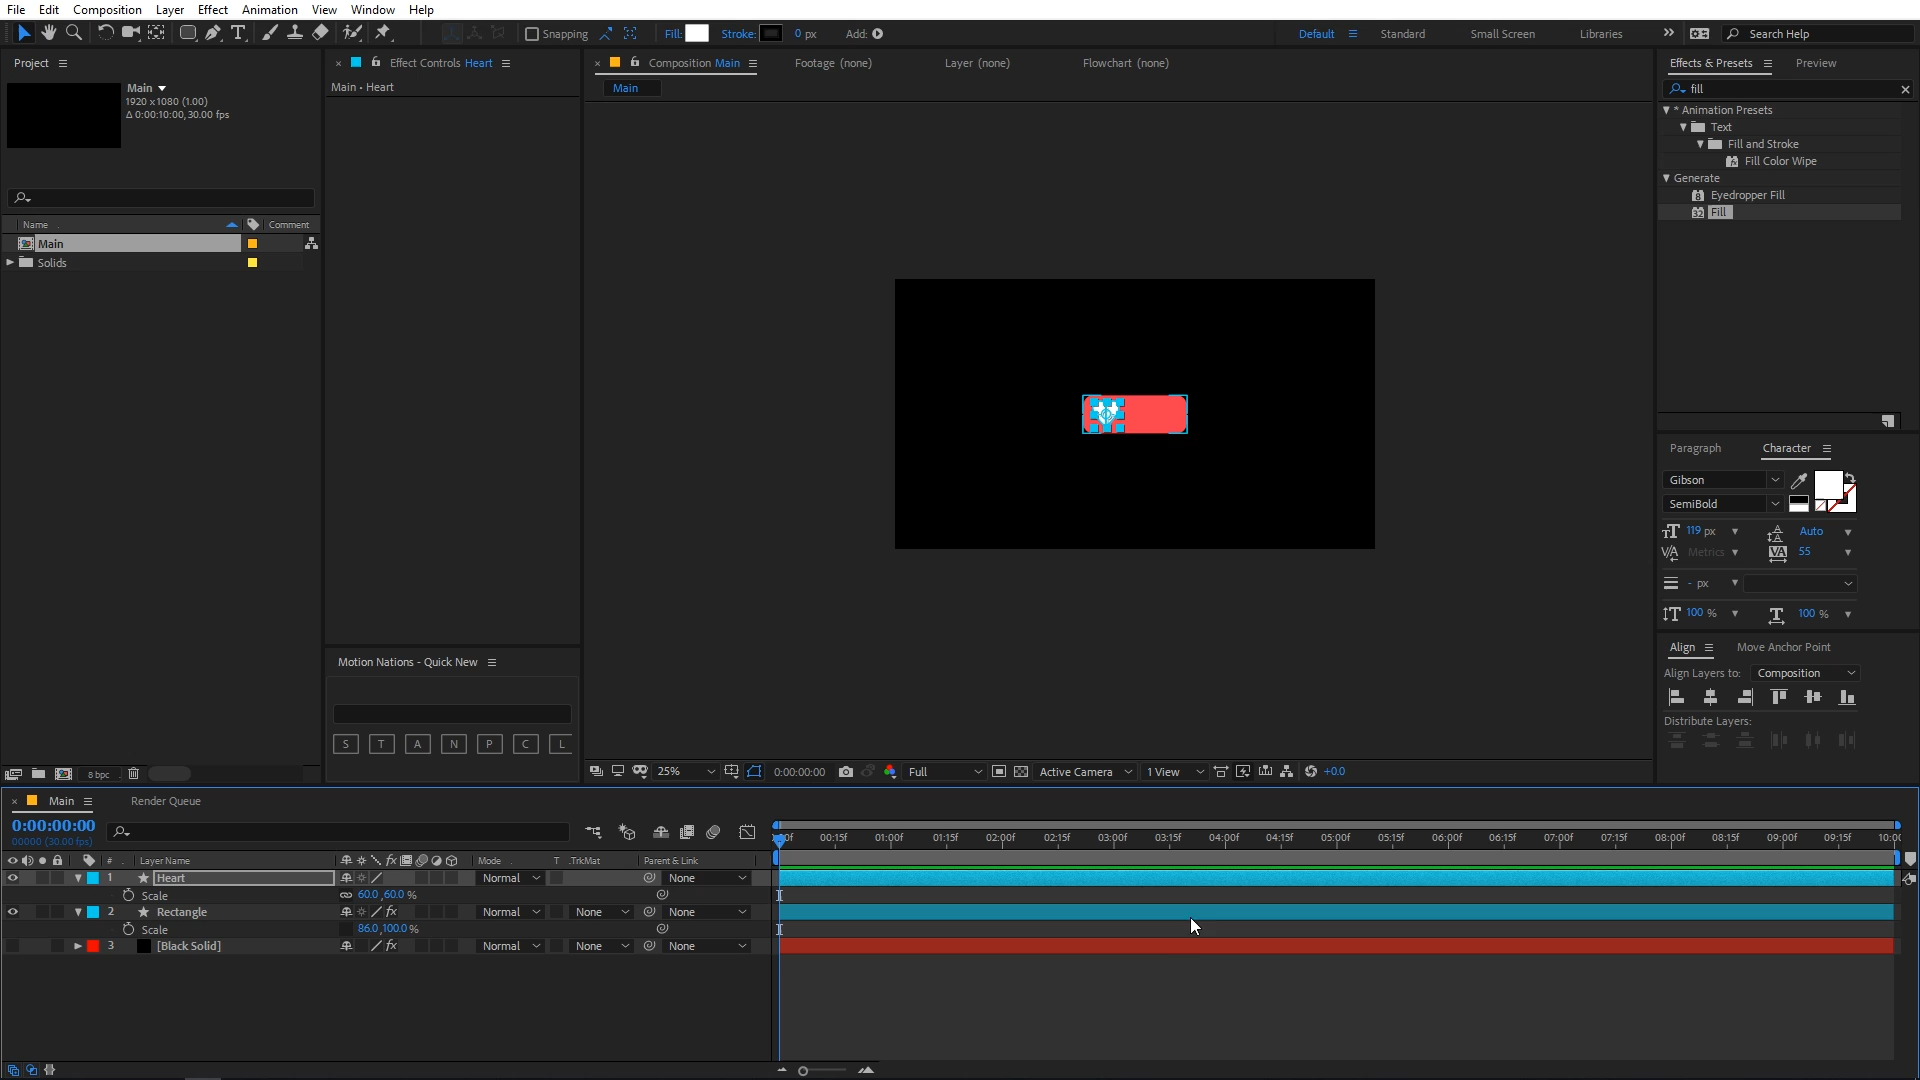 File Edit Composition Layer Effect Animation View Window Help
Snapping Fill: Stroke: 0 px Add: Default Standard Small Screen Libraries Search Help
Project
Main
1920 x 1080 (1.00)
Δ 0:00:10:00, 30.00 fps
Name Comment
Main
Solids
8 bpc
Effect Controls Heart
Main • Heart
Motion Nations - Quick New
S T A N P C L
Composition Main Footage (none) Layer (none) Flowchart (none)
Main
25% 0:00:00:00 Full Active Camera 1 View +0.0
Effects & Presets Preview
fill
* Animation Presets
Text
Fill and Stroke
Fill Color Wipe
Generate
Eyedropper Fill
Fill
Paragraph Character
Gibson
SemiBold
119 px Auto
Metrics 55
- px
100 % 100 %
Align Move Anchor Point
Align Layers to: Composition
Distribute Layers:
Main Render Queue
0:00:00:00
00000 (30.00 fps)
00:15f 01:00f 01:15f 02:00f 02:15f 03:00f 03:15f 04:00f 04:15f 05:00f 05:15f 06:00f 06:15f 07:00f 07:15f 08:00f 08:15f 09:00f 09:15f
# Layer Name Mode T .TrkMat Parent & Link
1 Heart Normal None
Scale 60.0,60.0 %
2 Rectangle Normal None None
Scale 86.0,100.0 %
3 [Black Solid] Normal None None